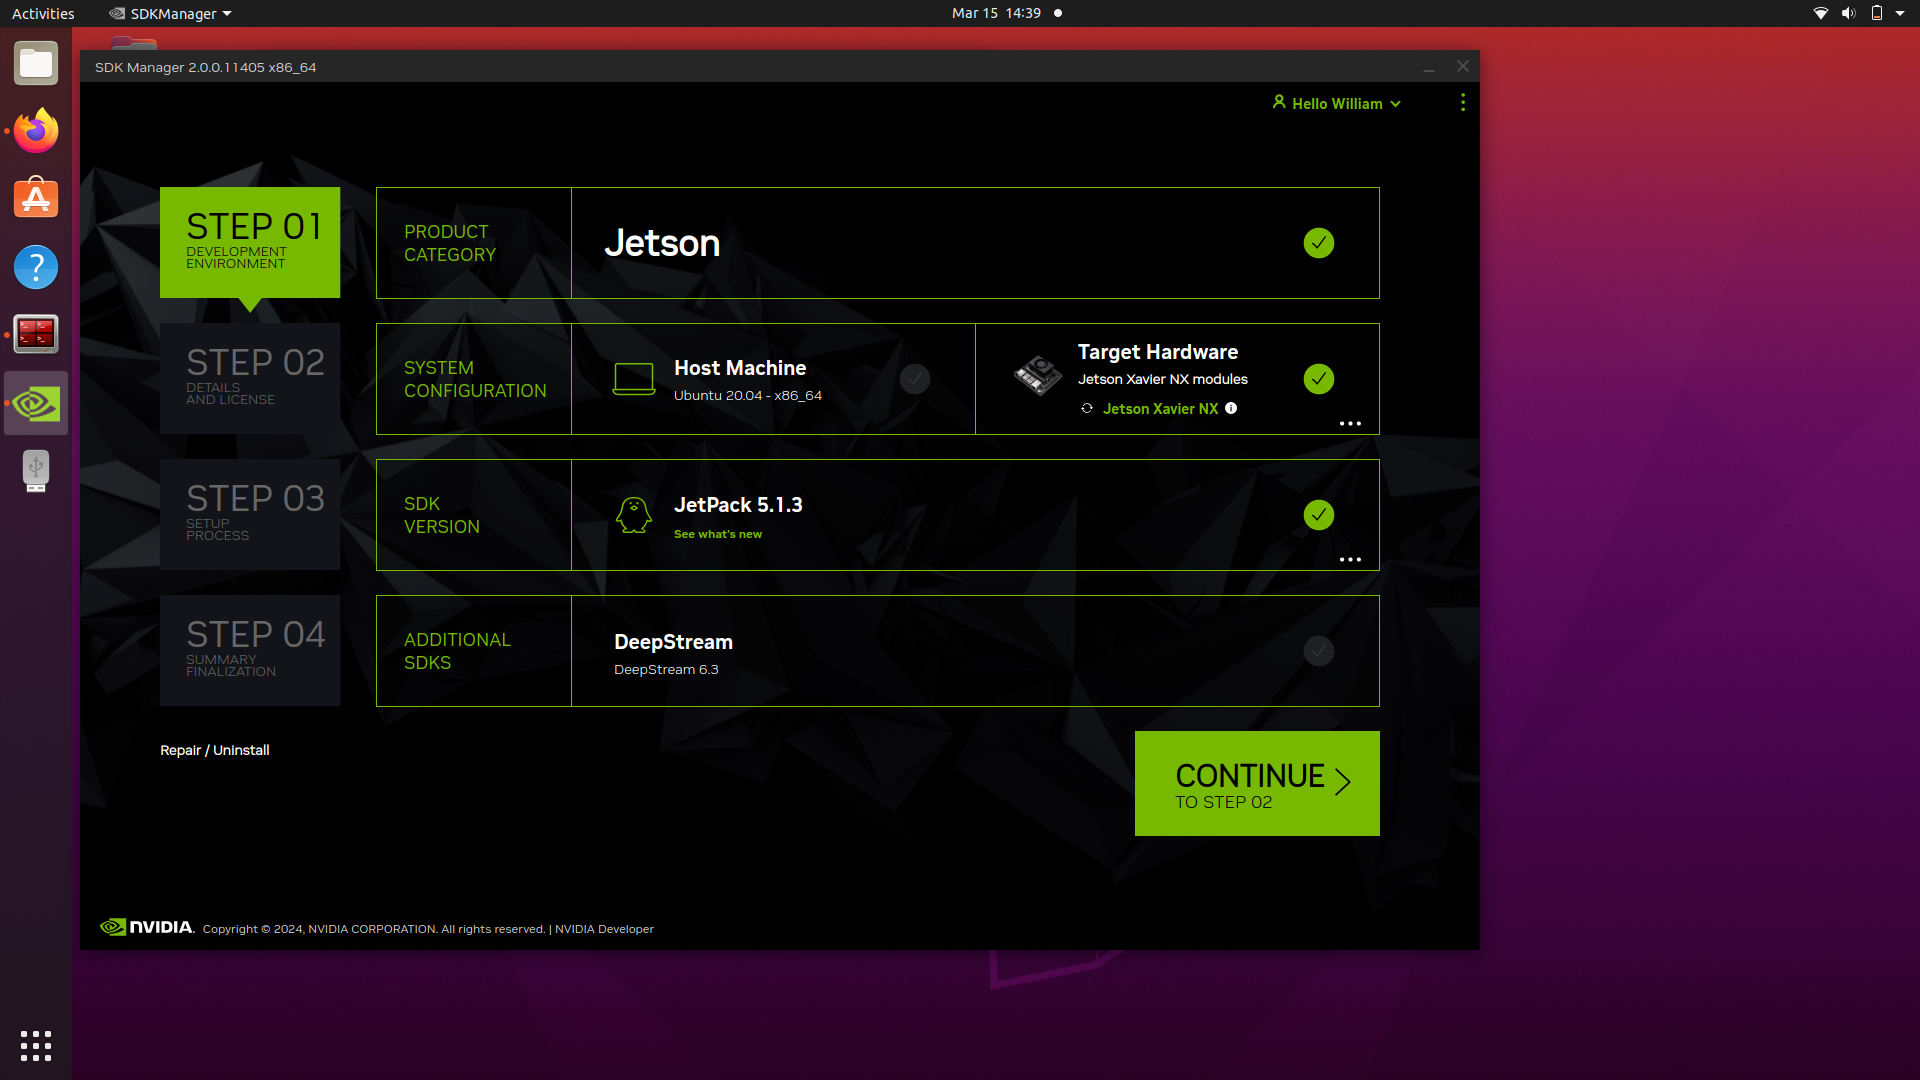 Activities
SDKManager
Mar 15 14:39
SDK Manager 2.0.0.11405 x86_64
Hello William
STEP 01
DEVELOPMENT
ENVIRONMENT
PRODUCT
CATEGORY
Jetson
STEP 02
DETAILS
AND LICENSE
SYSTEM
CONFIGURATION
Host Machine
Ubuntu 20.04 - x86_64
Target Hardware
Jetson Xavier NX modules
Jetson Xavier NX
STEP 03
SETUP
PROCESS
SDK
VERSION
JetPack 5.1.3
See what's new
STEP 04
SUMMARY
FINALIZATION
ADDITIONAL
SDKS
DeepStream
DeepStream 6.3
Repair / Uninstall
CONTINUE
TO STEP 02
NVIDIA. Copyright © 2024, NVIDIA CORPORATION. All rights reserved. | NVIDIA Developer